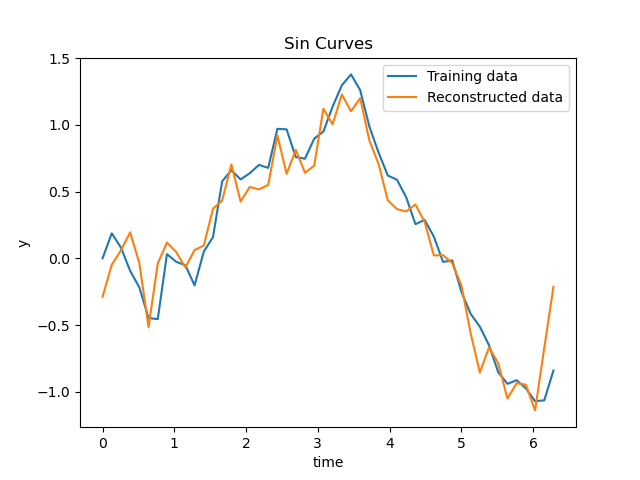 Sin Curves
Training data
Reconstructed data
1.5
1.0
0.5
0.0
−0.5
−1.0
y
0 1 2 3 4 5 6
time